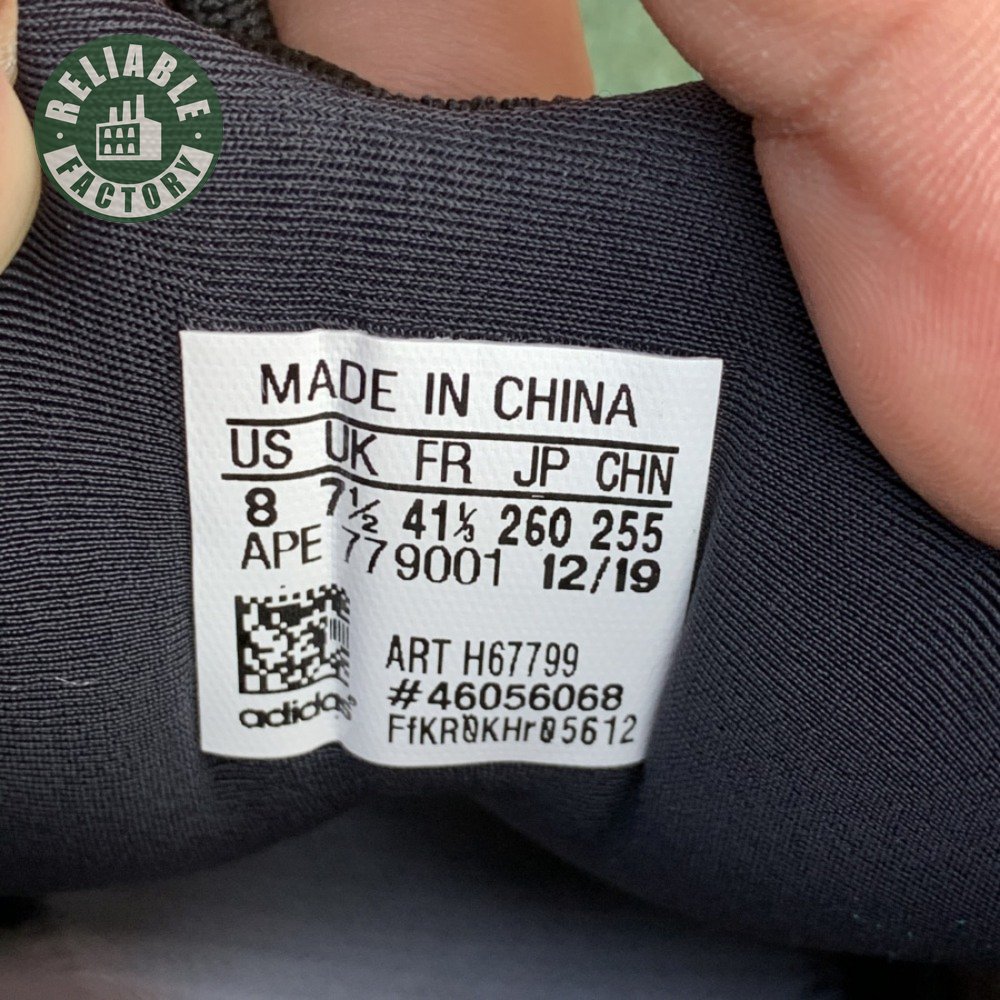 RELIABLE
FACTORY
MADE IN CHINA
US UK FR JP CHN
8 7½ 41⅓ 260 255
APE 779001 12/19
ART H67799
#46056068
FfKR0KHr05612
adidas